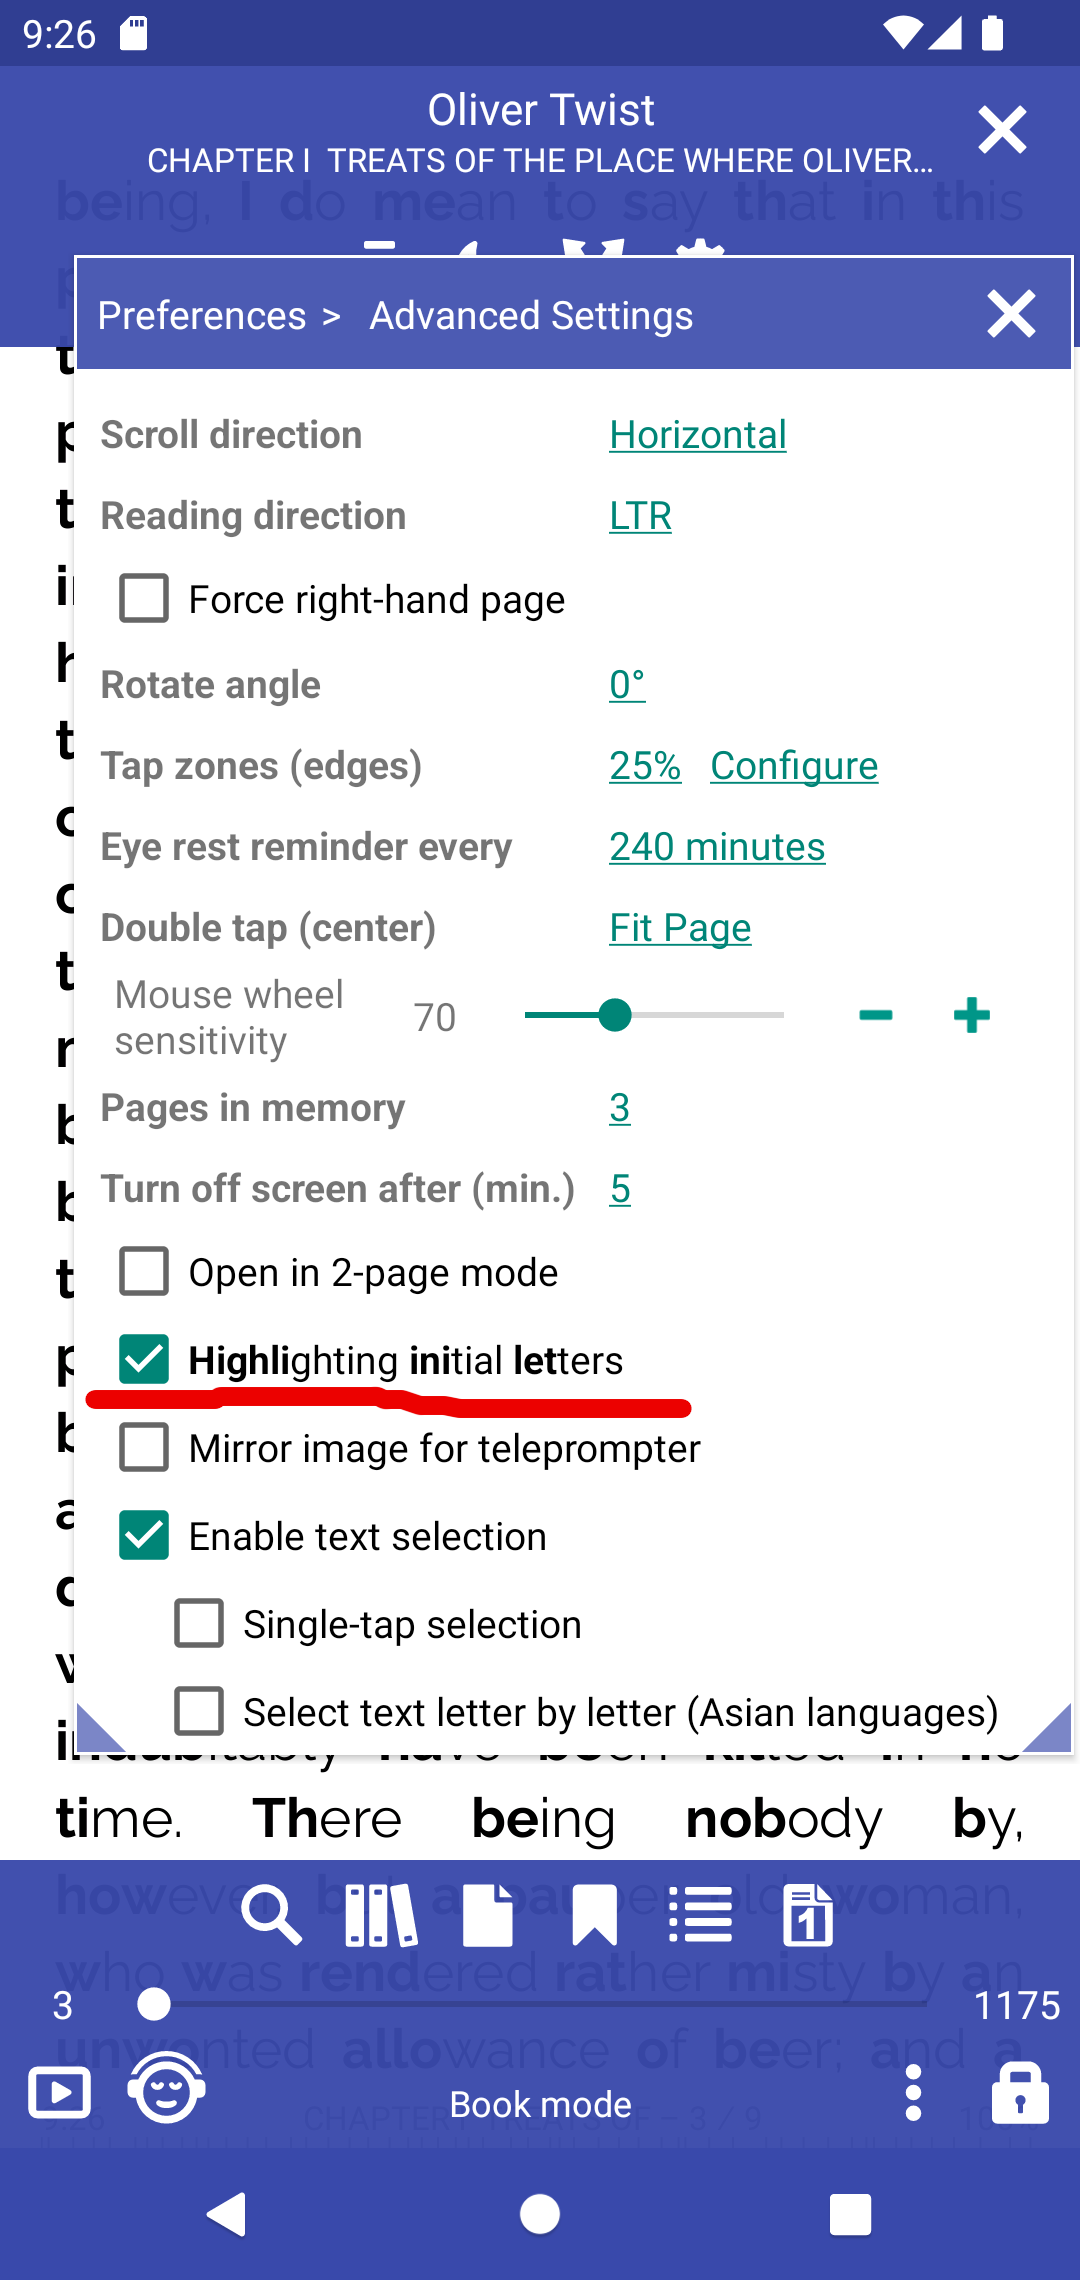 9:26
Oliver Twist
CHAPTER I  TREATS OF THE PLACE WHERE OLIVER...
being, I do mean to say that in this
Preferences >   Advanced Settings
Scroll direction Horizontal
Reading direction LTR
Force right-hand page
Rotate angle 0°
Tap zones (edges) 25% Configure
Eye rest reminder every 240 minutes
Double tap (center) Fit Page
Mouse wheel
sensitivity 70
Pages in memory 3
Turn off screen after (min.) 5
Open in 2-page mode
Highlighting initial letters
Mirror image for teleprompter
Enable text selection
Single-tap selection
Select text letter by letter (Asian languages)
time. There being nobody by,
however, old woman,
who was rendered rather misty by an
3 1175
unwonted allowance of beer; and a
Book mode
9:26 CHAPTER I TREATS OF – 3 / 9